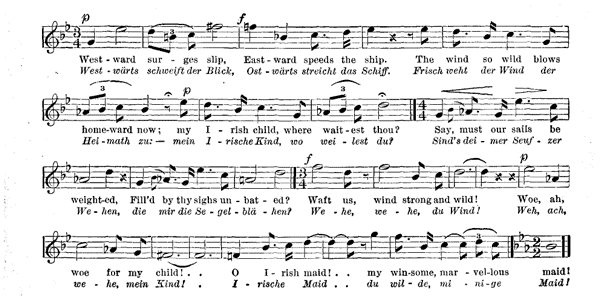 West-ward sur-ges slip, East-ward speeds the ship. The wind so wild blows
West-wärts schweift der Blick, Ost-wärts streicht das Schiff. Frisch weht der Wind der
home-ward now; my I-rish child, where wait-est thou? Say, must our sails be
Hei-math zu:— mein I-rische Kind, wo wei-lest du? Sind's dei-ner Seuf-zer
weight-ed, Fill'd by thy sighs un-bat-ed? Waft us, wind strong and wild! Woe, ah,
We-hen, die mir die Se-gel-blä-hen? We-he, we-he, du Wind! Weh, ach,
woe for my child!.. O I-rish maid!.. my win-some, mar-vel-lous maid!
we-he, mein Kind!. I-rische Maid.. du wil-de, mi-ni-ge Maid!